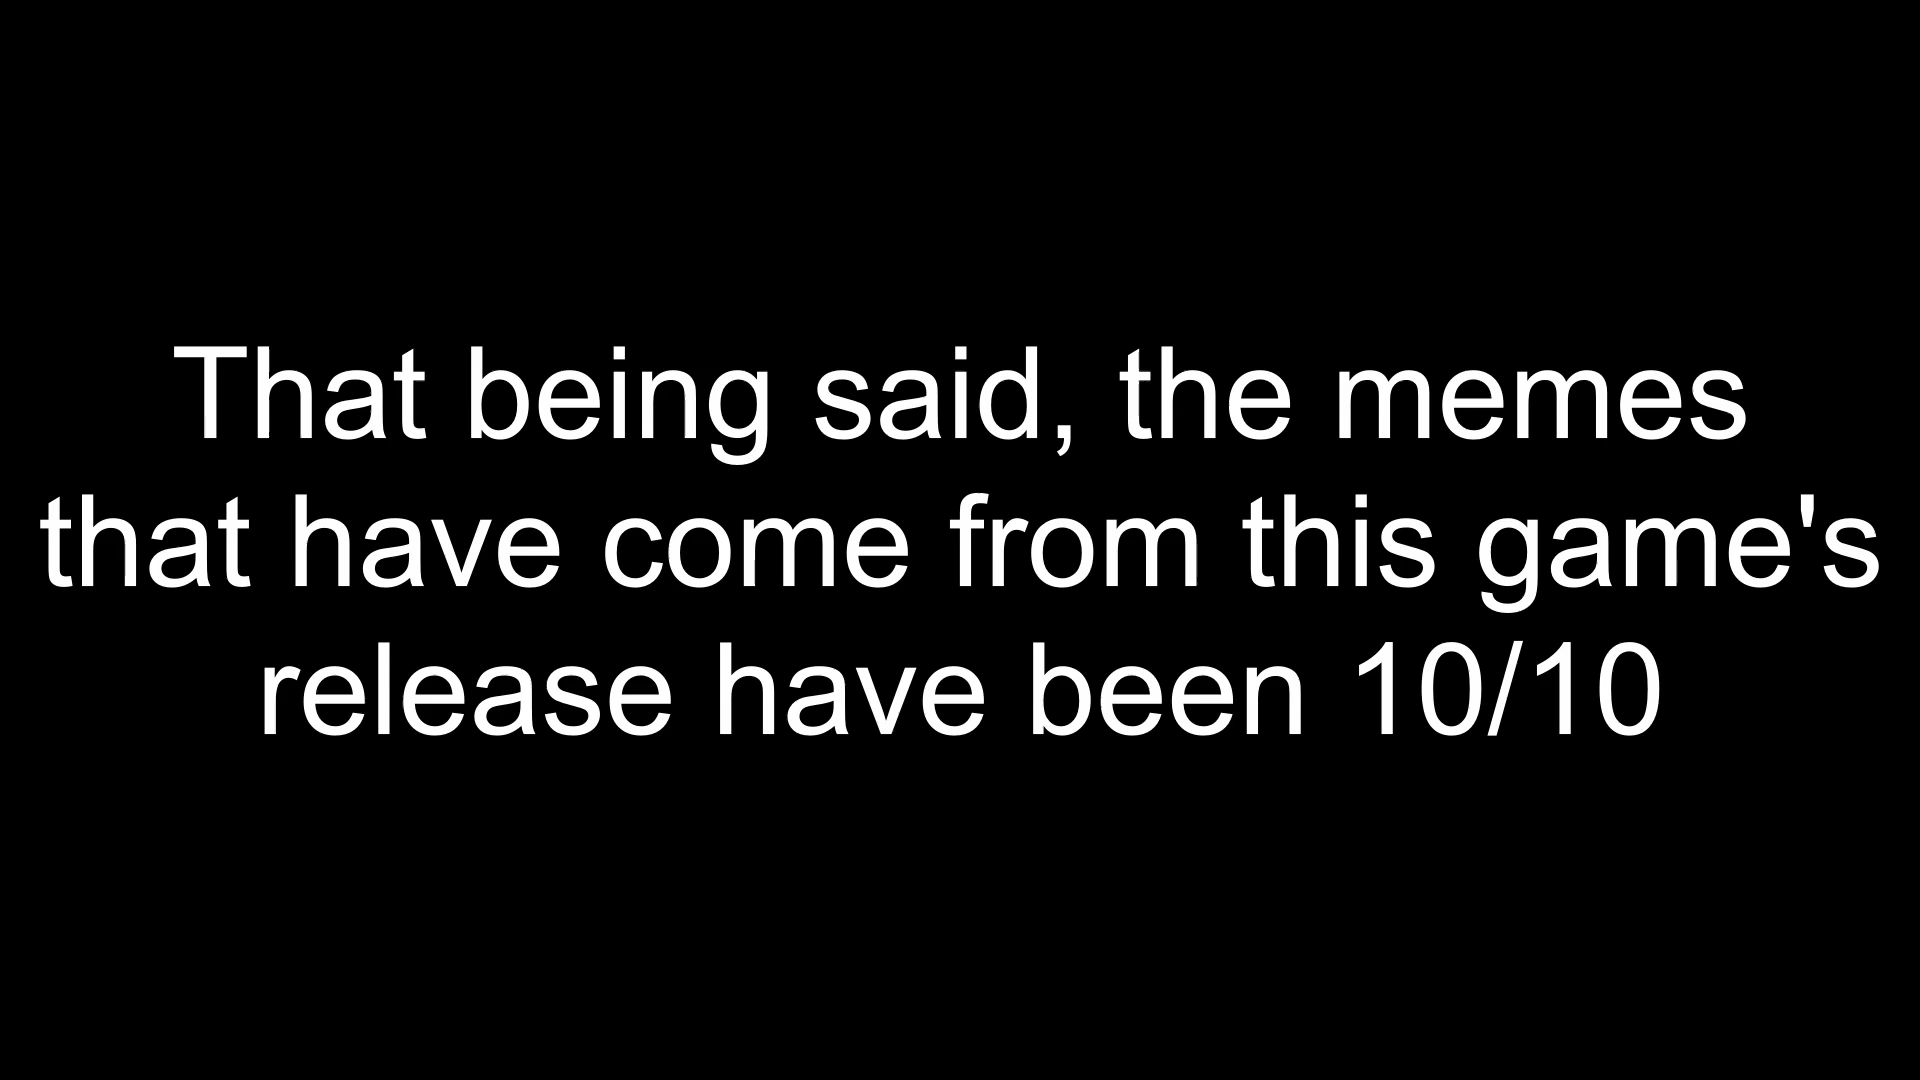 That being said, the memes
that have come from this game's
release have been 10/10